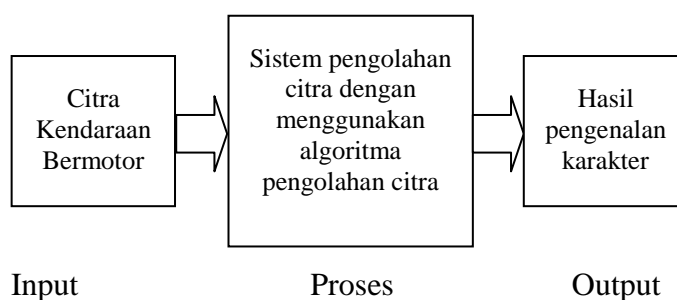 Citra
Kendaraan
Bermotor
Sistem pengolahan
citra dengan
menggunakan
algoritma
pengolahan citra
Hasil
pengenalan
karakter
Input
Proses
Output